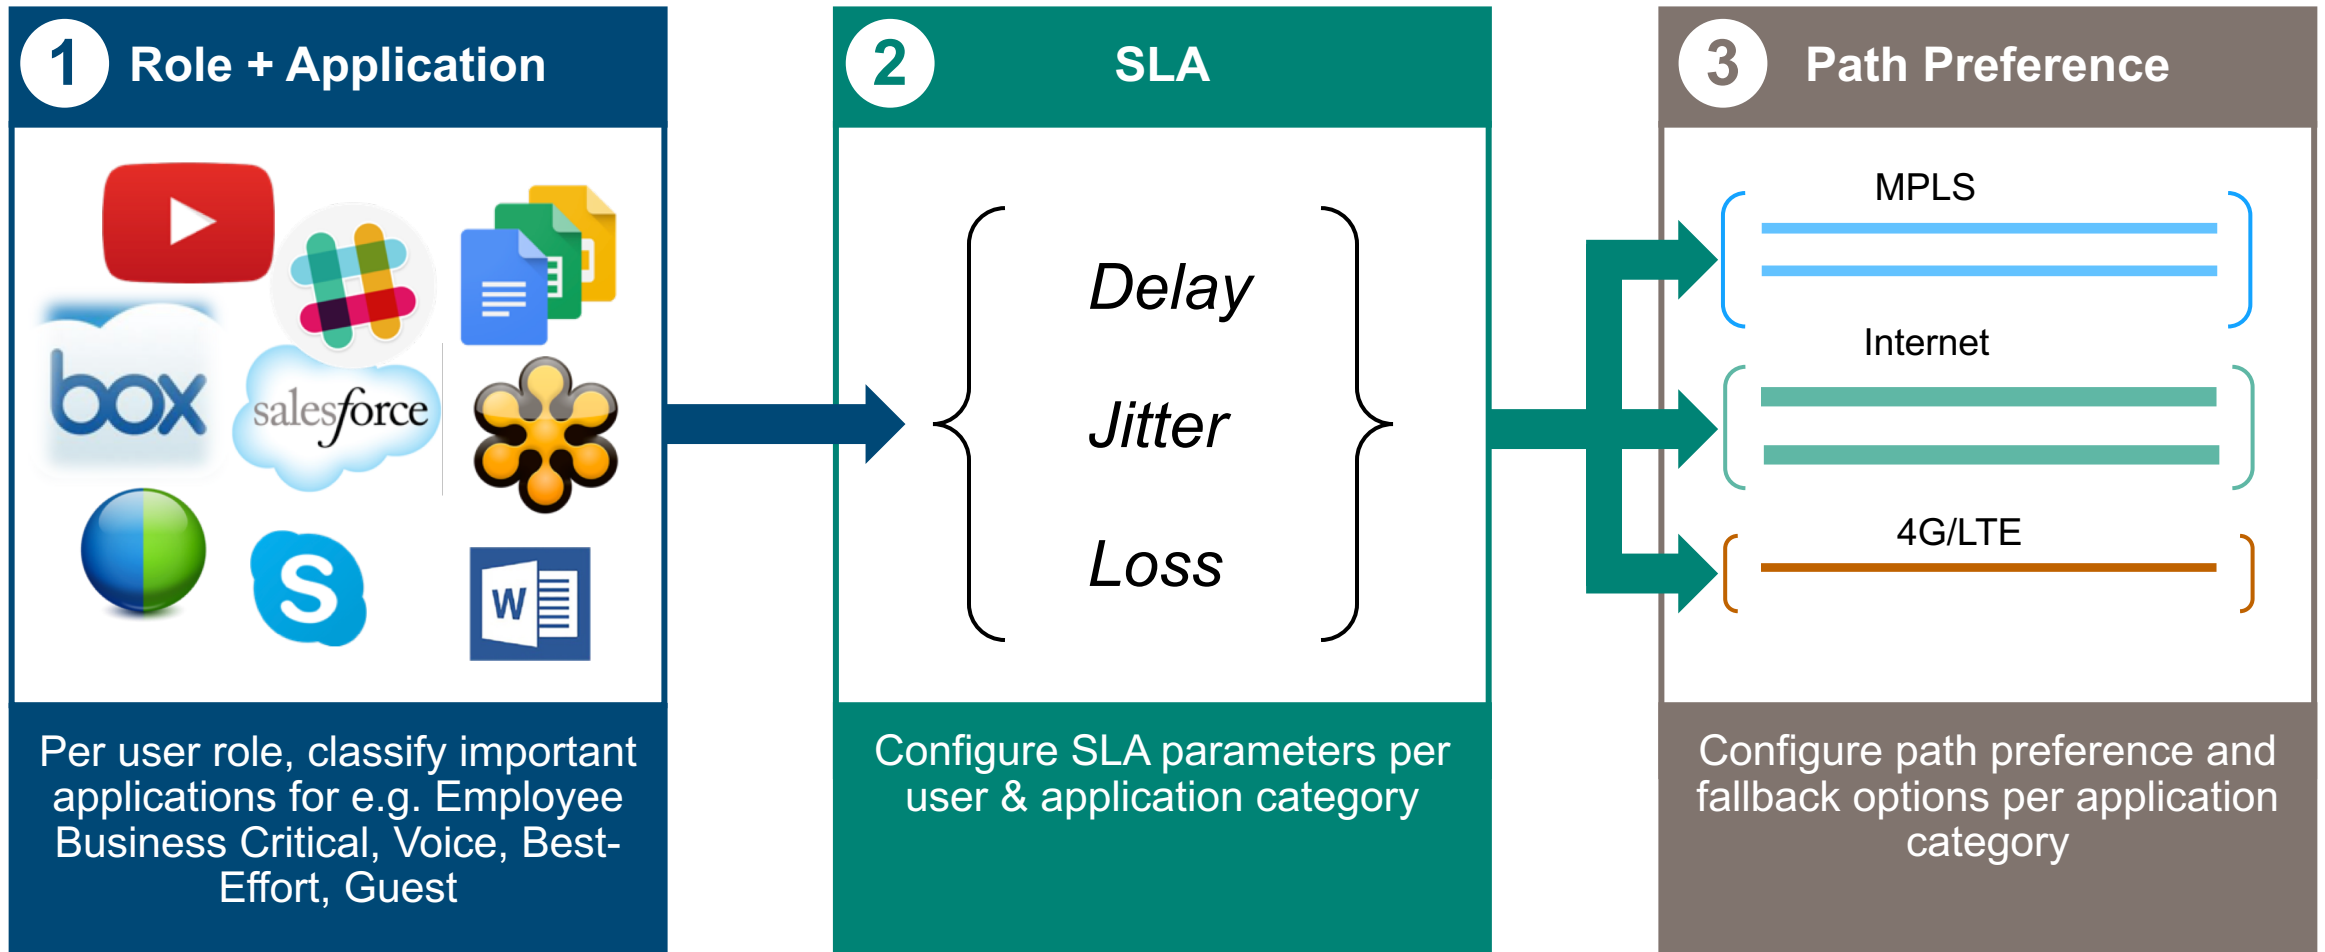 1 Role + Application
box
salesforce
S
W
Per user role, classify important
applications for e.g. Employee
Business Critical, Voice, Best-
Effort, Guest
2 SLA
Delay
Jitter
Loss
Configure SLA parameters per
user & application category
3 Path Preference
MPLS
Internet
4G/LTE
Configure path preference and
fallback options per application
category